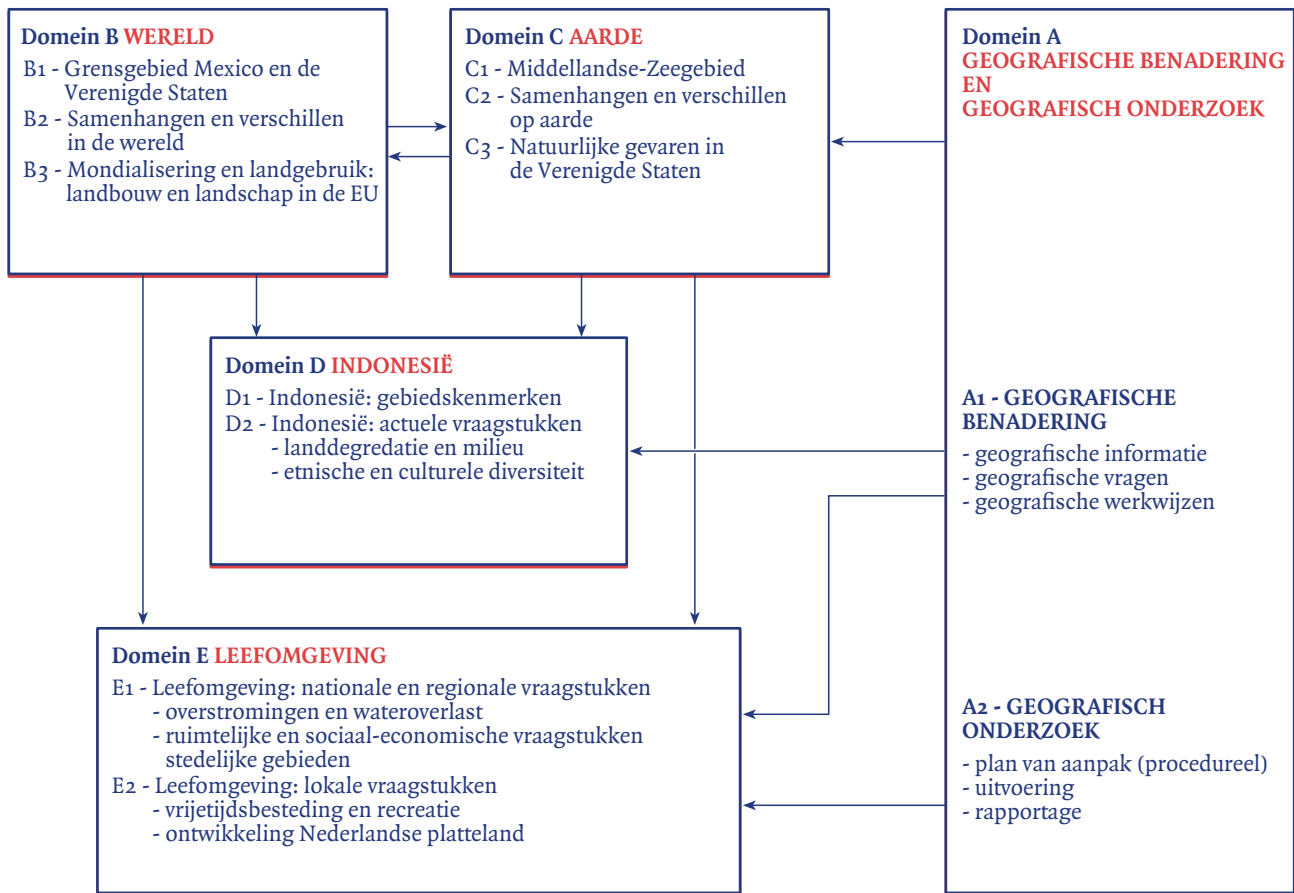 Domein B WERELD
B1 - Grensgebied Mexico en de
Verenigde Staten
B2 - Samenhangen en verschillen
in de wereld
B3 - Mondialisering en landgebruik:
landbouw en landschap in de EU
Domein C AARDE
C1 - Middellandse-Zeegebied
C2 - Samenhangen en verschillen
op aarde
C3 - Natuurlijke gevaren in
de Verenigde Staten
Domein A
GEOGRAFISCHE BENADERING
EN
GEOGRAFISCH ONDERZOEK
Domein D INDONESIË
D1 - Indonesië: gebiedskenmerken
D2 - Indonesië: actuele vraagstukken
- landdegredatie en milieu
- etnische en culturele diversiteit
A1 - GEOGRAFISCHE
BENADERING
- geografische informatie
- geografische vragen
- geografische werkwijzen
Domein E LEEFOMGEVING
E1 - Leefomgeving: nationale en regionale vraagstukken
- overstromingen en wateroverlast
- ruimtelijke en sociaal-economische vraagstukken
stedelijke gebieden
E2 - Leefomgeving: lokale vraagstukken
- vrijetijdsbesteding en recreatie
- ontwikkeling Nederlandse platteland
A2 - GEOGRAFISCH
ONDERZOEK
- plan van aanpak (procedureel)
- uitvoering
- rapportage